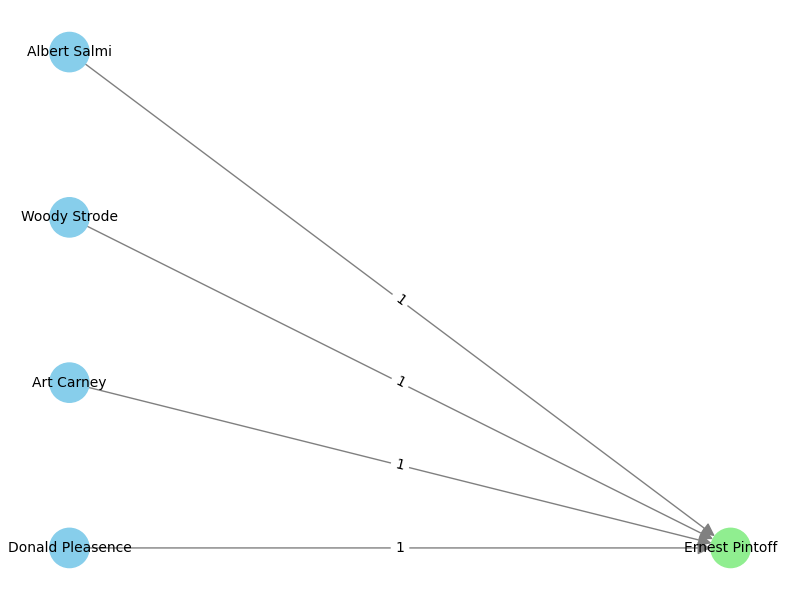 Albert Salmi
Woody Strode
1
1
Art Carney
1
Donald Pleasence
1
Ernest Pintoff